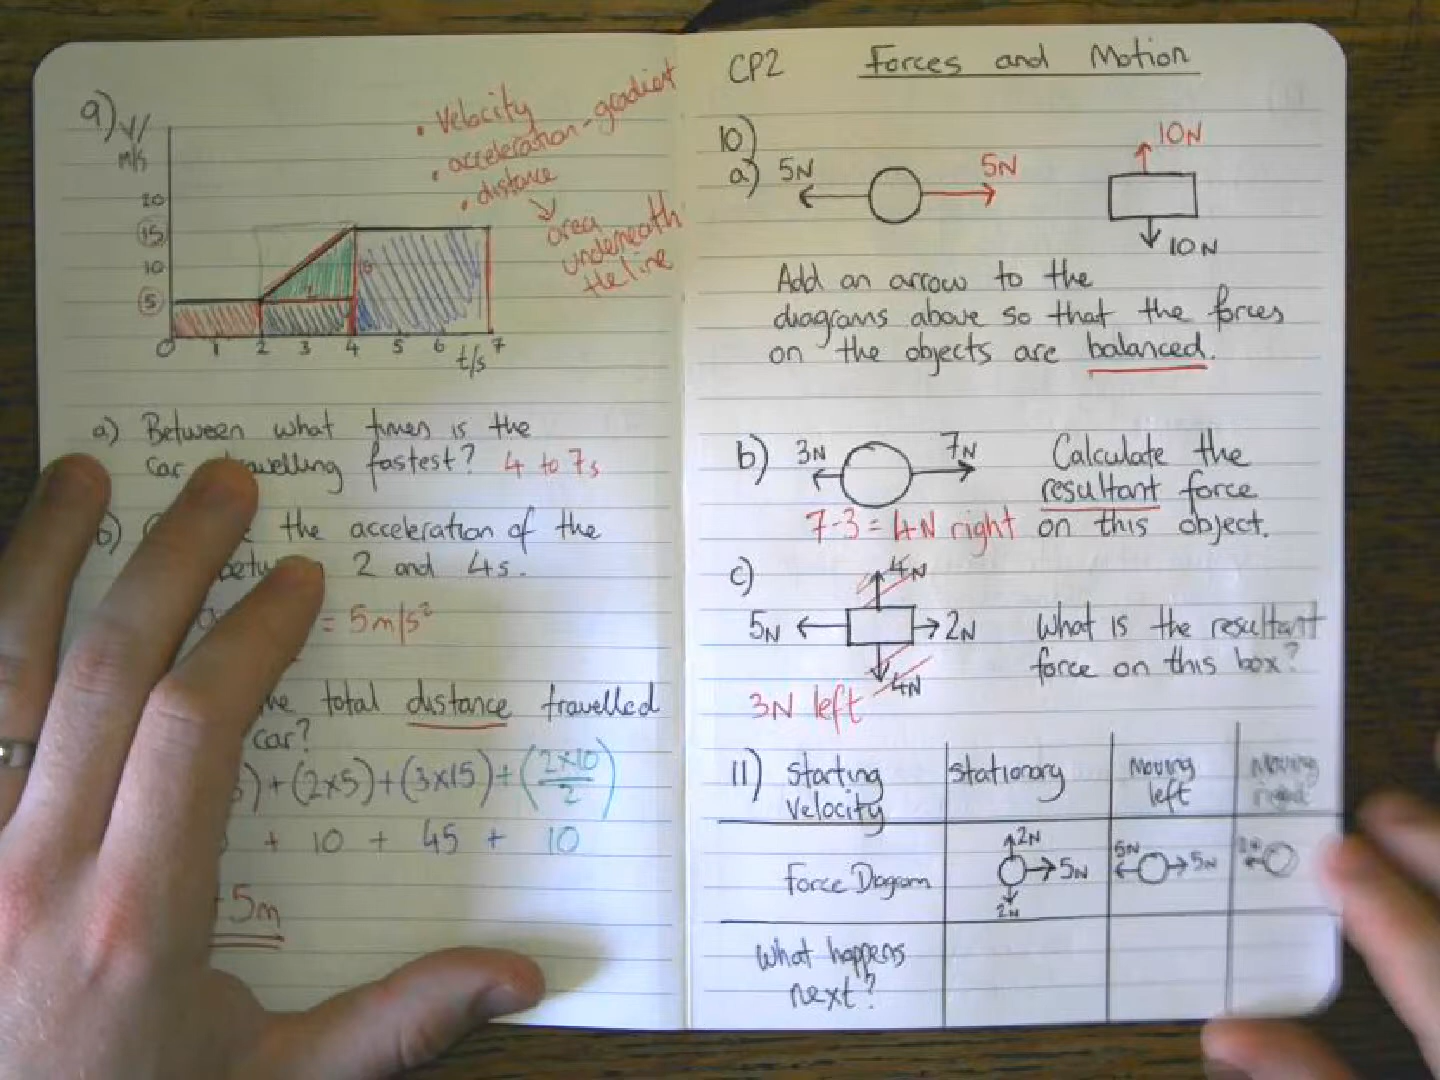 9)
v/
m/s
20
15
10
5
0 1 2 3 4 5 6 7
t/s
• Velocity
• acceleration - gradient
• distance
area
underneath
the line
a) Between what times is the
car travelling fastest? 4 to 7s
b) the acceleration of the
2 and 4s.
= 5m/s²
total distance travelled
car?
) + (2x5) + (3x15) + (2x10/2)
+ 10 + 45 + 10
5m
CP2 Forces and Motion
10)
a) 5N 5N 10N
10N
Add an arrow to the
diagrams above so that the forces
on the objects are balanced.
b) 3N 7N Calculate the
resultant force
7-3 = 4N right on this object.
c) 4N
5N 2N What is the resultant
force on this box?
4N
3N left
11) Starting Velocity Stationary Moving left Moving right
Force Diagram 2N 5N 2N 5N 5N
What happens
next?